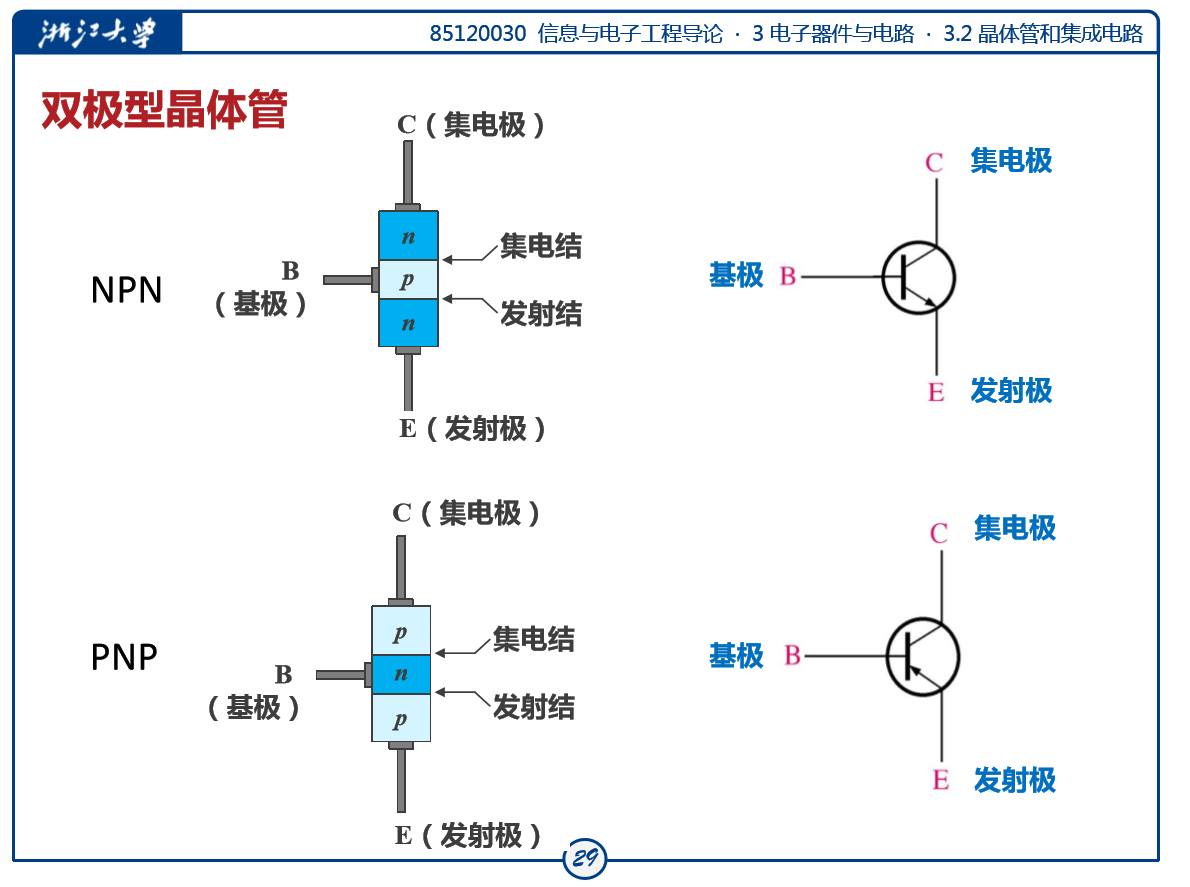 浙江大学
85120030 信息与电子工程导论 · 3 电子器件与电路 · 3.2 晶体管和集成电路
双极型晶体管
C（集电极）
n
集电结
NPN
B
（基极）
p
发射结
n
E（发射极）
C 集电极
基极 B
E 发射极
C（集电极）
p
集电结
PNP
B
（基极）
n
发射结
p
E（发射极）
C 集电极
基极 B
E 发射极
29